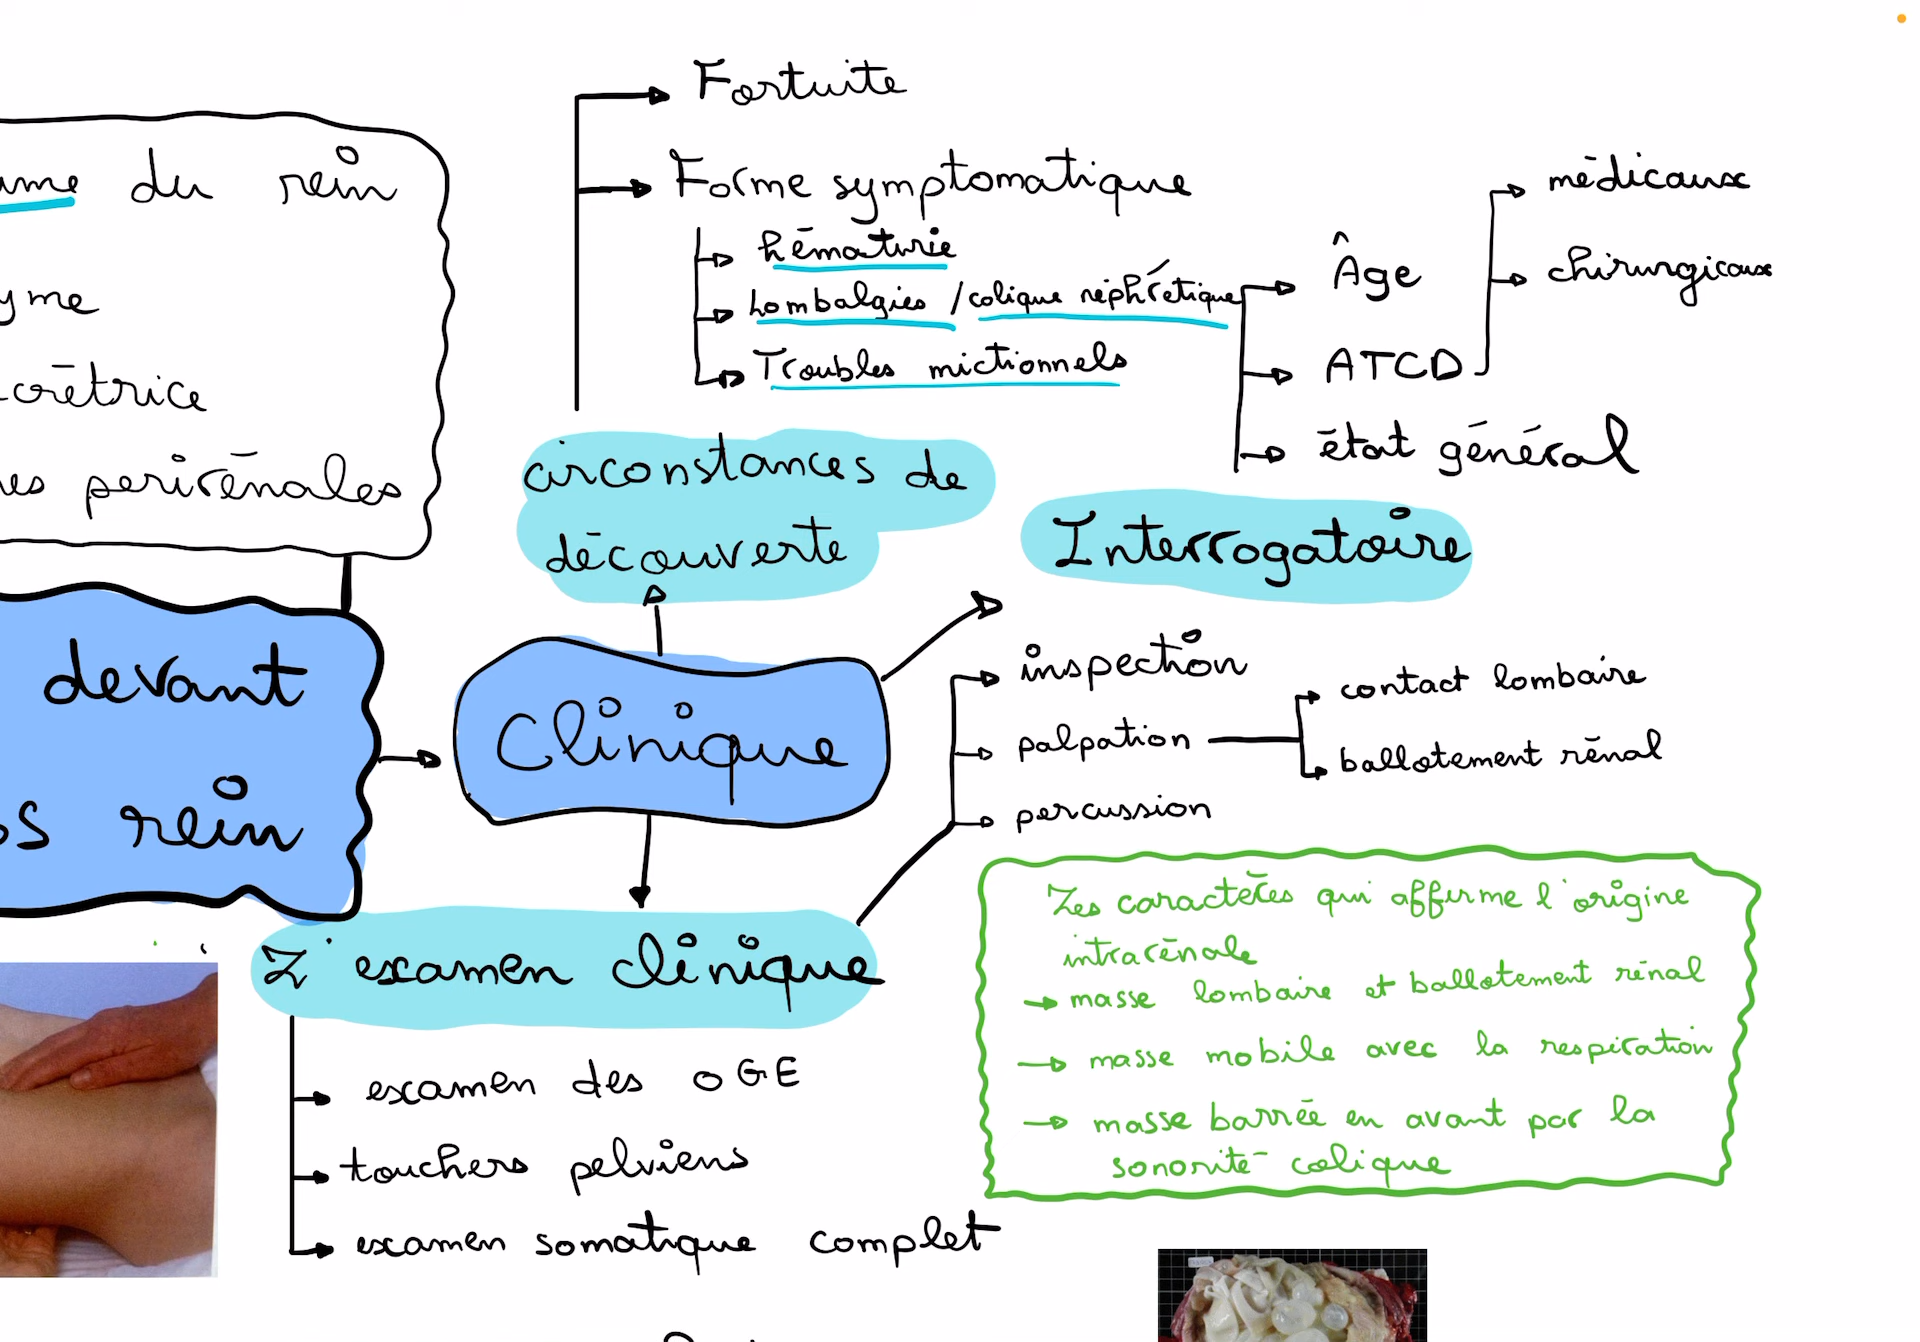 Fortuite
Forme symptomatique
hématurie
Lombalgies / colique néphrétique
Troubles mictionnels
circonstances de
découverte
Âge
ATCD
état général
médicaux
chirurgicaux
Interrogatoire
du rein
périrénales
devant
rein
Clinique
inspection
palpation
percussion
contact lombaire
ballotement rénal
L'examen clinique
examen des OGE
touchers pelviens
examen somatique complet
Les caractères qui affirme l'origine
intrarénale
masse lombaire et ballotement rénal
masse mobile avec la respiration
masse barrée en avant par la
sonorité colique